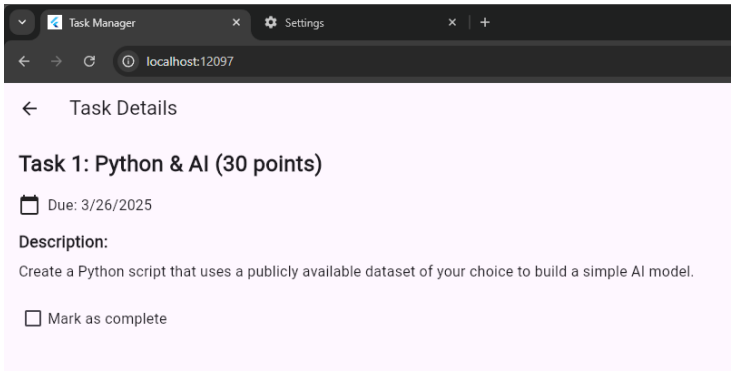 Task Manager
Settings
localhost:12097
Task Details
Task 1: Python & AI (30 points)
Due: 3/26/2025
Description:
Create a Python script that uses a publicly available dataset of your choice to build a simple AI model.
Mark as complete